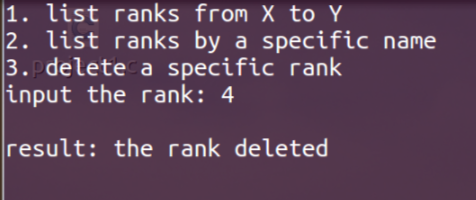 1. list ranks from X to Y
2. list ranks by a specific name
3. delete a specific rank
input the rank: 4
result: the rank deleted